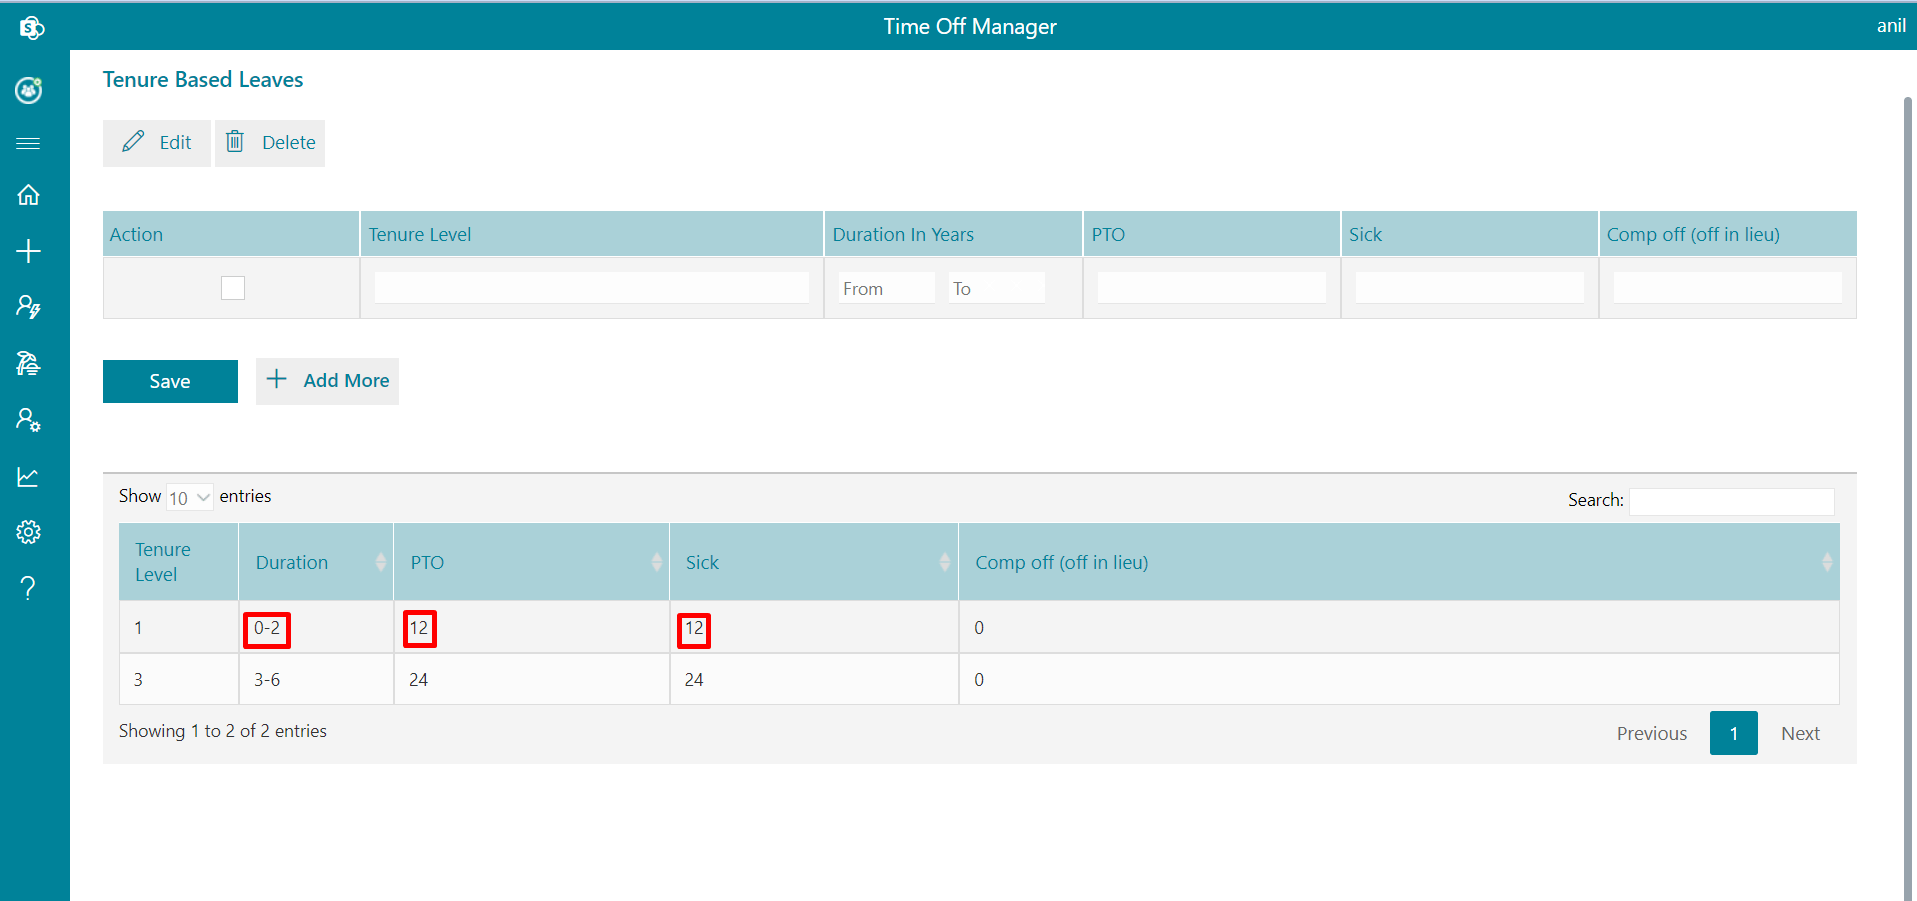 Time Off Manager
anil
Tenure Based Leaves
Edit
Delete
Action
Tenure Level
Duration In Years
PTO
Sick
Comp off (off in lieu)
From
To
Save
Add More
Show 10 entries
Search:
Tenure Level
Duration
PTO
Sick
Comp off (off in lieu)
1
0-2
12
12
0
3
3-6
24
24
0
Showing 1 to 2 of 2 entries
Previous
1
Next